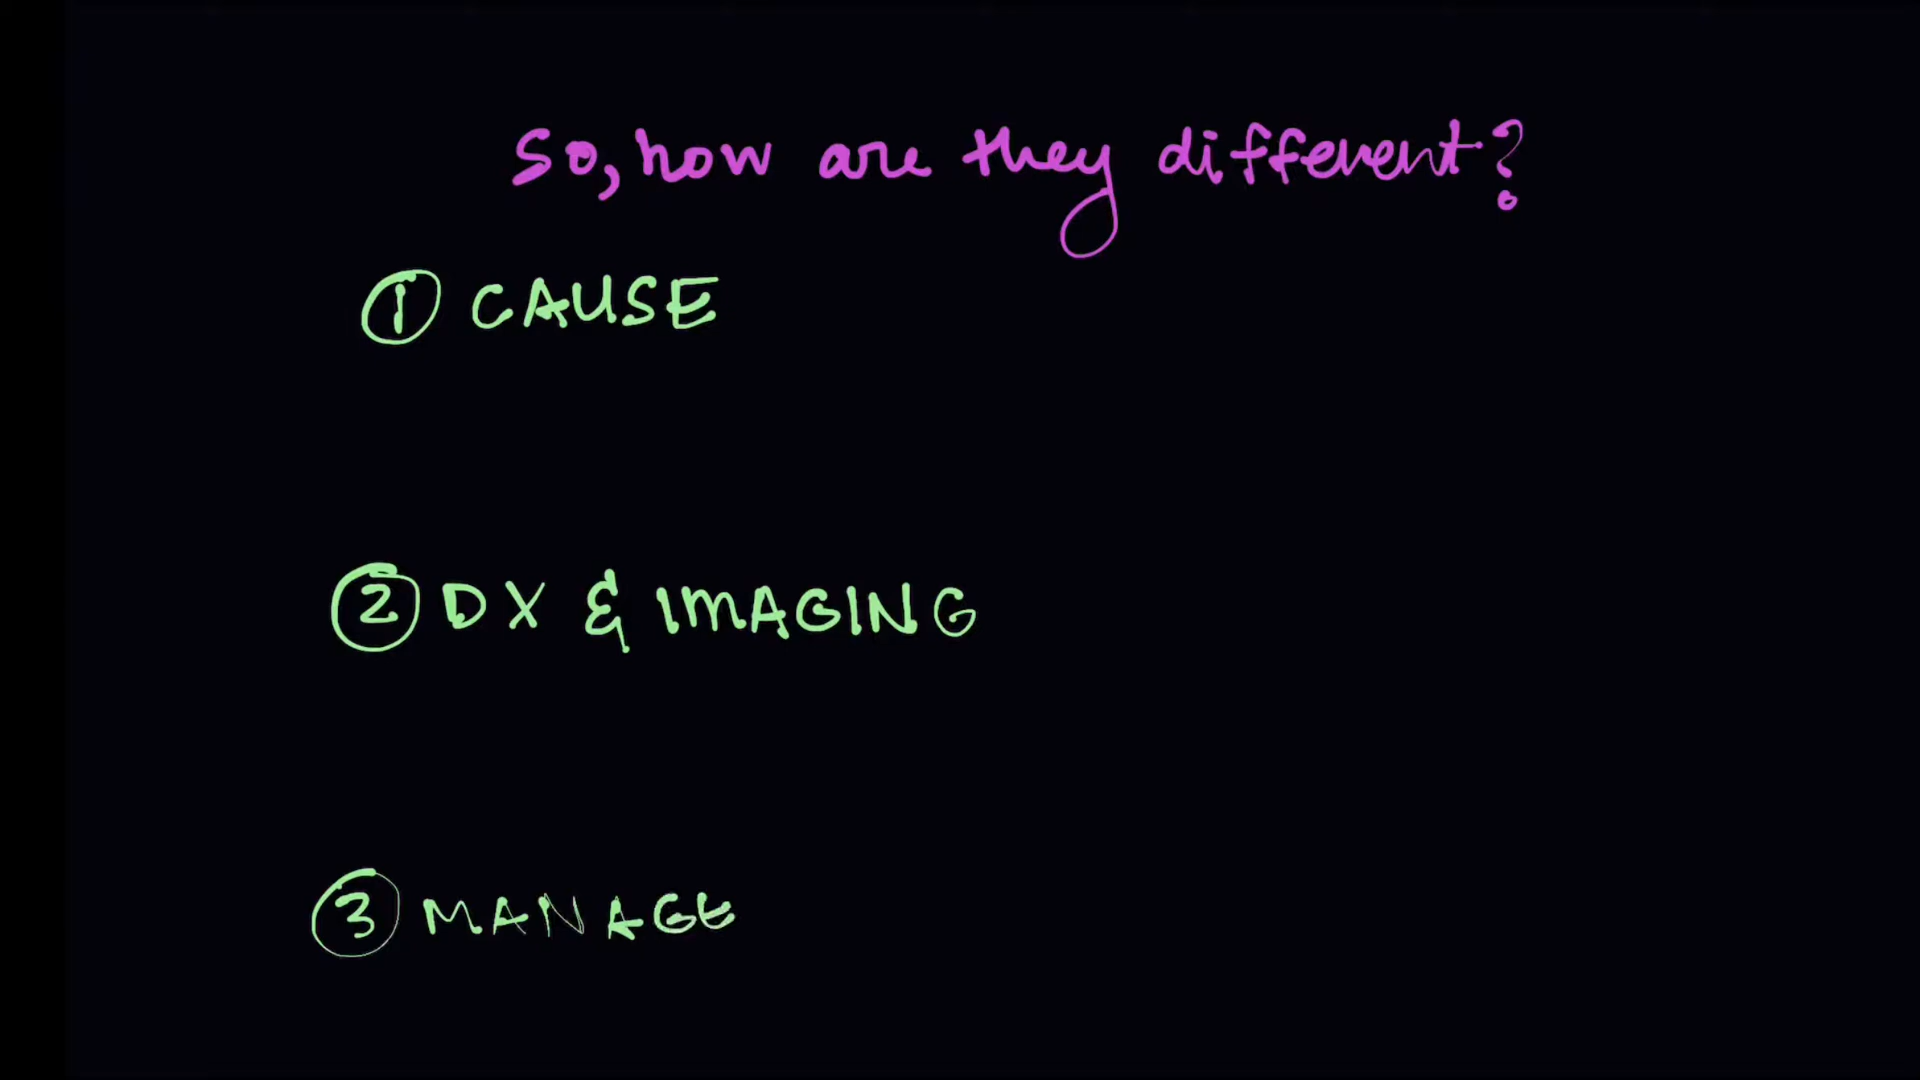 So, how are they different?
① CAUSE
② DX & IMAGING
③ MANAGE